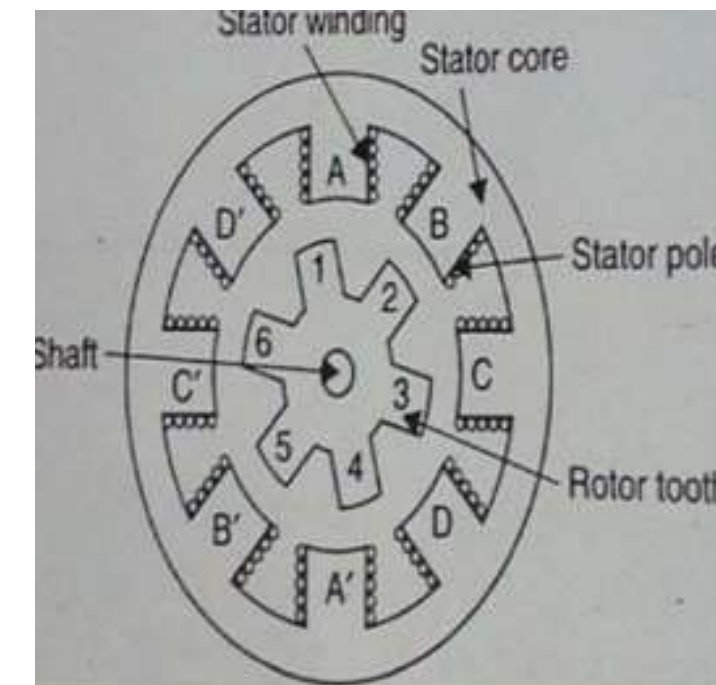 Stator winding
Stator core
A
B
D′
Stator pole
1
2
6
Shaft
C′
3
C
5
4
Rotor tooth
B′
D
A′